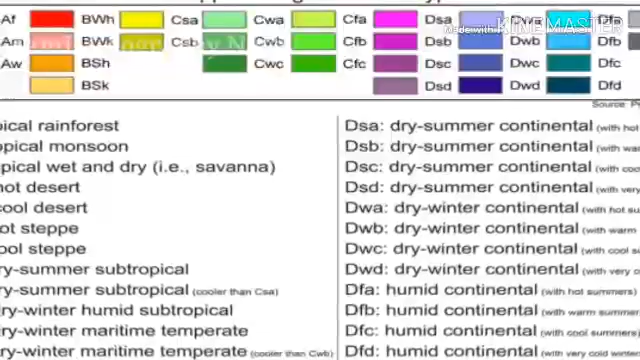 Af BWh Csa Cwa Cfa Dsa Dwa Dfa
Made with KINEMASTER
Am BWk Csb Cwb Cfb Dsb Dwb Dfb
Aw BSh Cwc Cfc Dsc Dwc Dfc
BSk Dsd Dwd Dfd
Source:
pical rainforest
opical monsoon
pical wet and dry (i.e., savanna)
hot desert
cool desert
ot steppe
ool steppe
ry-summer subtropical
ry-summer subtropical (cooler than Csa)
dry-winter humid subtropical
ry-winter maritime temperate
ry-winter maritime temperate (cooler than Cwb)
Dsa: dry-summer continental (with hot
Dsb: dry-summer continental (with wa
Dsc: dry-summer continental (with coo
Dsd: dry-summer continental (with very
Dwa: dry-winter continental (with hot su
Dwb: dry-winter continental (with warm
Dwc: dry-winter continental (with cool s
Dwd: dry-winter continental (with very c
Dfa: humid continental (with hot summers)
Dfb: humid continental (with warm summer
Dfc: humid continental (with cool summers)
Dfd: humid continental (with very cold winter